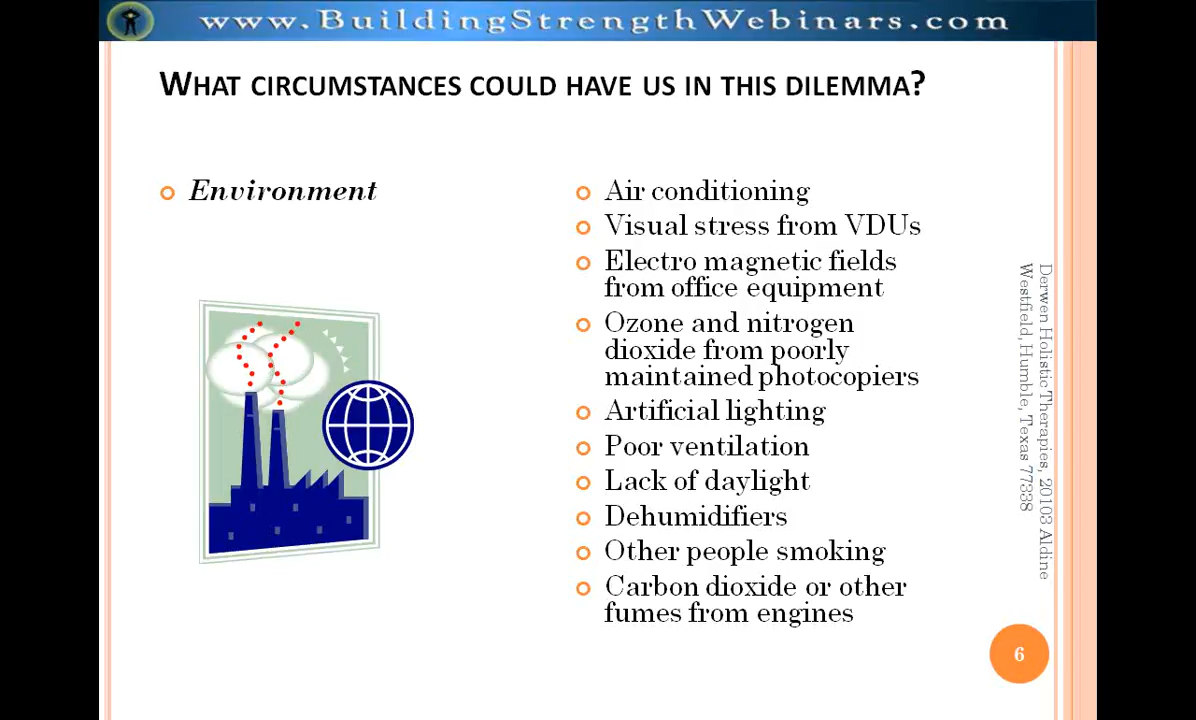 www.BuildingStrengthWebinars.com
WHAT CIRCUMSTANCES COULD HAVE US IN THIS DILEMMA?
Environment
Air conditioning
Visual stress from VDUs
Electro magnetic fields
from office equipment
Ozone and nitrogen
dioxide from poorly
maintained photocopiers
Artificial lighting
Poor ventilation
Lack of daylight
Dehumidifiers
Other people smoking
Carbon dioxide or other
fumes from engines
Derwen Holistic Therapies, 20103 Aldine
Westfield, Humble, Texas 77338
6